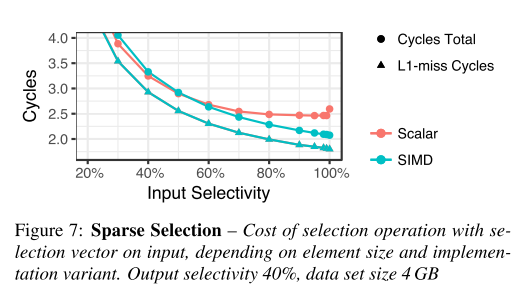 4.0
3.5
3.0
2.5
2.0
Cycles
20%
40%
60%
80%
100%
Input Selectivity
Cycles Total
L1-miss Cycles
Scalar
SIMD
Figure 7: Sparse Selection – Cost of selection operation with se-
lection vector on input, depending on element size and implemen-
tation variant. Output selectivity 40%, data set size 4 GB